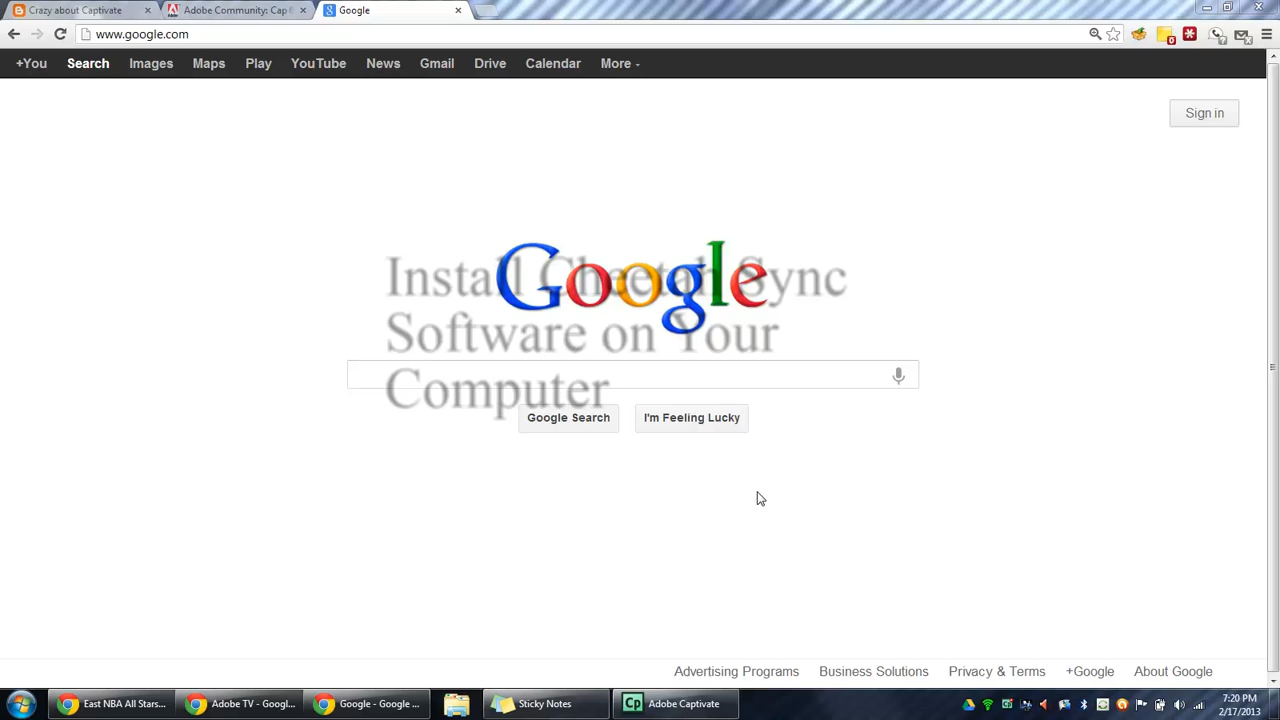 Crazy about Captivate
Adobe Community: Cap
Google
www.google.com
+You Search Images Maps Play YouTube News Gmail Drive Calendar More
Sign in
Google
Install Cheetah Sync
Software on Your
Computer
Google Search I'm Feeling Lucky
Advertising Programs Business Solutions Privacy & Terms +Google About Google
East NBA All Stars... Adobe TV - Googl... Google - Google ... Sticky Notes Cp Adobe Captivate
7:20 PM
2/17/2013